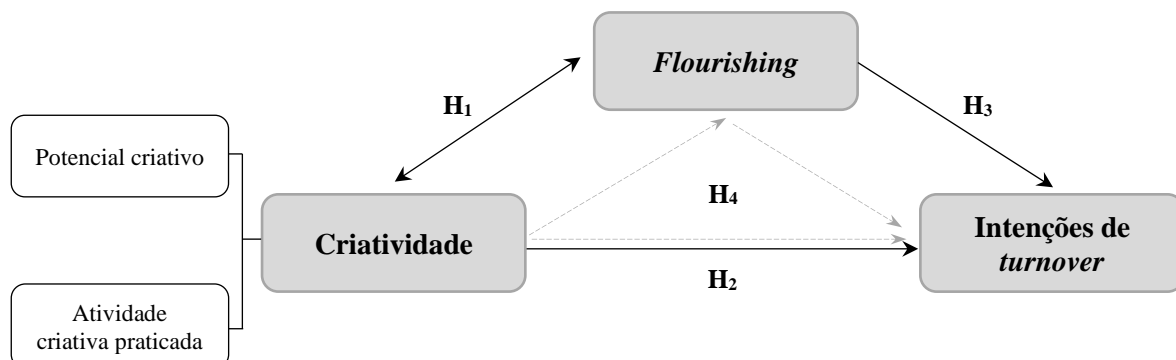 Flourishing
H1
H3
Potencial criativo
H4
Criatividade
Intenções de
turnover
H2
Atividade
criativa praticada